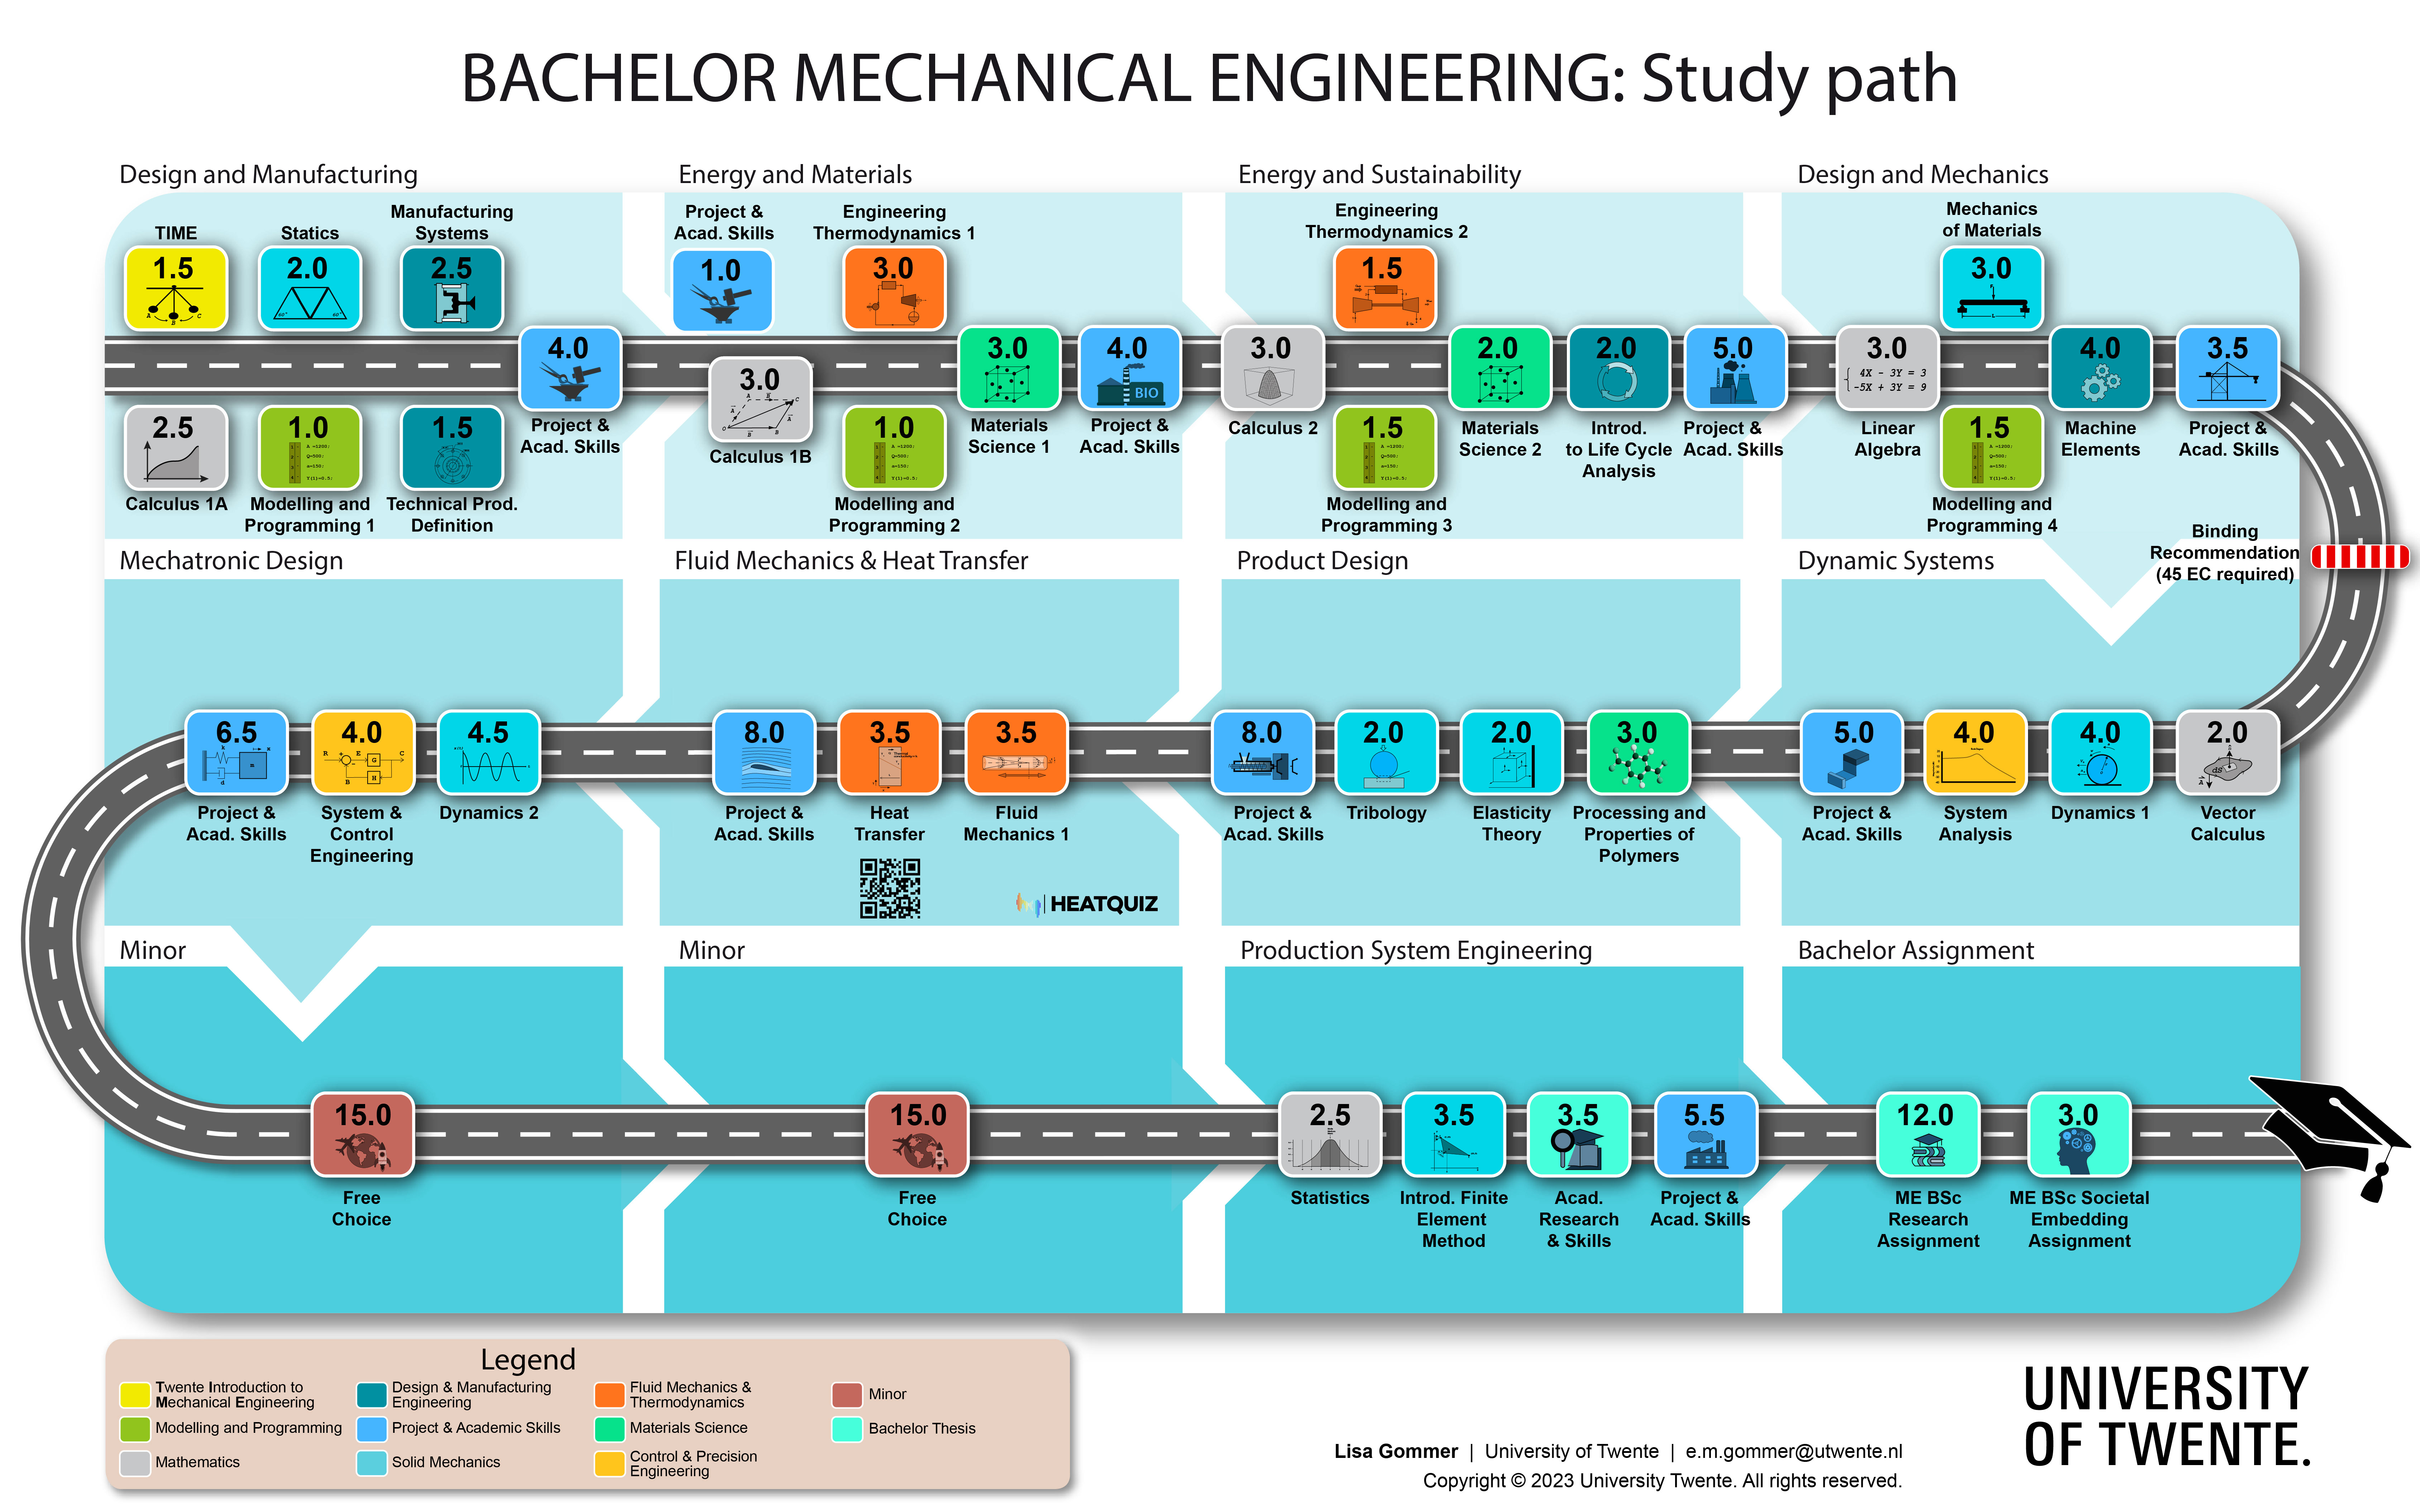 BACHELOR MECHANICAL ENGINEERING: Study path
Design and Manufacturing
TIME
1.5
A
B
C
Statics
2.0
60°
60°
Manufacturing
Systems
2.5
4.0
Project &
Acad. Skills
2.5
Calculus 1A
1.0
Modelling and
Programming 1
1.5
Technical Prod.
Definition
Energy and Materials
Project &
Acad. Skills
1.0
Engineering
Thermodynamics 1
3.0
3.0
Calculus 1B
1.0
Modelling and
Programming 2
3.0
Materials
Science 1
4.0
BIO
Project &
Acad. Skills
Energy and Sustainability
Engineering
Thermodynamics 2
1.5
3.0
Calculus 2
1.5
Modelling and
Programming 3
2.0
Materials
Science 2
2.0
Introd.
to Life Cycle
Analysis
5.0
Project &
Acad. Skills
Design and Mechanics
Mechanics
of Materials
3.0
3.0
4X - 3Y = 3
-5X + 3Y = 9
Linear
Algebra
1.5
Modelling and
Programming 4
4.0
Machine
Elements
3.5
Project &
Acad. Skills
Binding
Recommendation
(45 EC required)
Mechatronic Design
6.5
k
d
m
Project &
Acad. Skills
4.0
R
E
G
C
B
H
System &
Control
Engineering
4.5
Dynamics 2
Fluid Mechanics & Heat Transfer
8.0
Project &
Acad. Skills
3.5
Heat
Transfer
3.5
Fluid
Mechanics 1
HEATQUIZ
Product Design
8.0
Project &
Acad. Skills
2.0
Tribology
2.0
Elasticity
Theory
3.0
Processing and
Properties of
Polymers
Dynamic Systems
5.0
Project &
Acad. Skills
4.0
System
Analysis
4.0
Dynamics 1
2.0
dS
Vector
Calculus
Minor
15.0
Free
Choice
Minor
15.0
Free
Choice
Production System Engineering
2.5
Statistics
3.5
Introd. Finite
Element
Method
3.5
Acad.
Research
& Skills
5.5
Project &
Acad. Skills
Bachelor Assignment
12.0
ME BSc
Research
Assignment
3.0
ME BSc Societal
Embedding
Assignment
Legend
Twente Introduction to
Mechanical Engineering
Modelling and Programming
Mathematics
Design & Manufacturing
Engineering
Project & Academic Skills
Solid Mechanics
Fluid Mechanics &
Thermodynamics
Materials Science
Control & Precision
Engineering
Minor
Bachelor Thesis
Lisa Gommer | University of Twente | e.m.gommer@utwente.nl
Copyright © 2023 University Twente. All rights reserved.
UNIVERSITY
OF TWENTE.